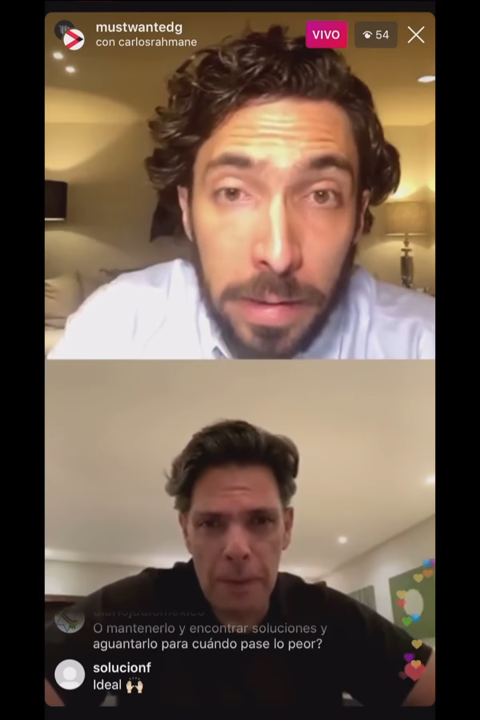 mustwantedg
con carlosrahmane
VIVO
54
O mantenerlo y encontrar soluciones y
aguantarlo para cuándo pase lo peor?
solucionf
Ideal 🙌🏻